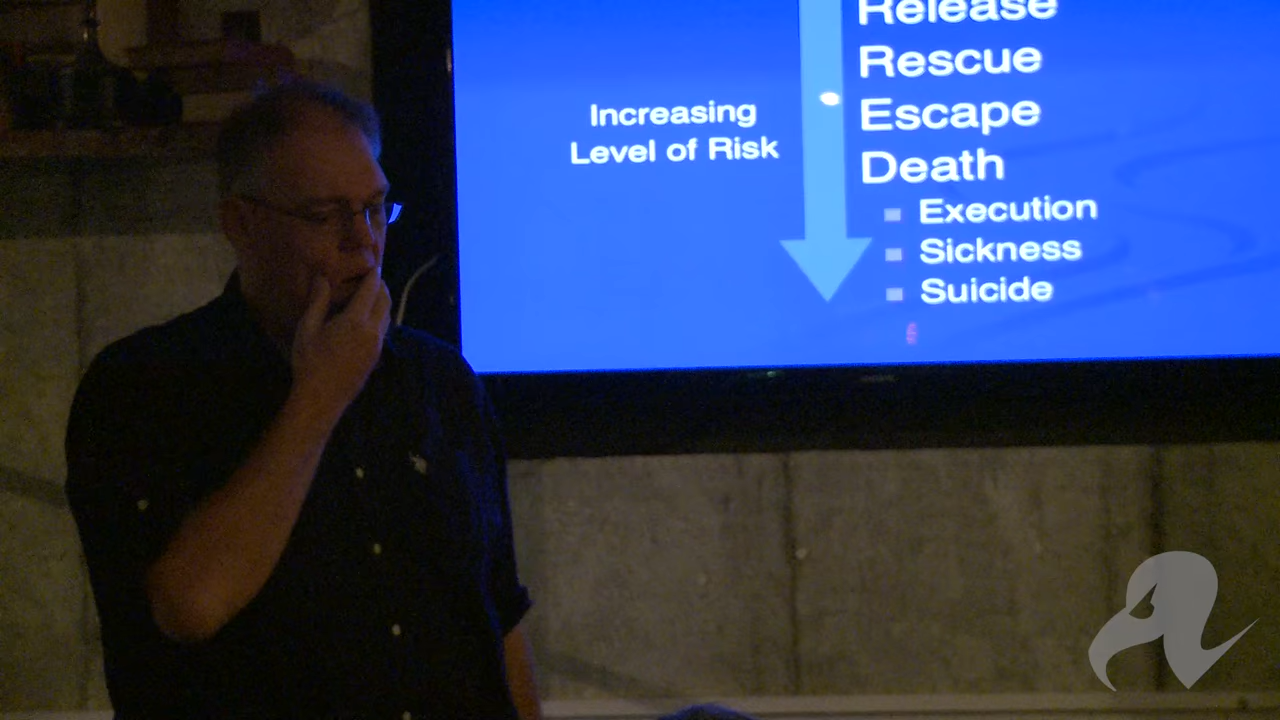 Release
Rescue
Increasing
Level of Risk
Escape
Death
Execution
Sickness
Suicide